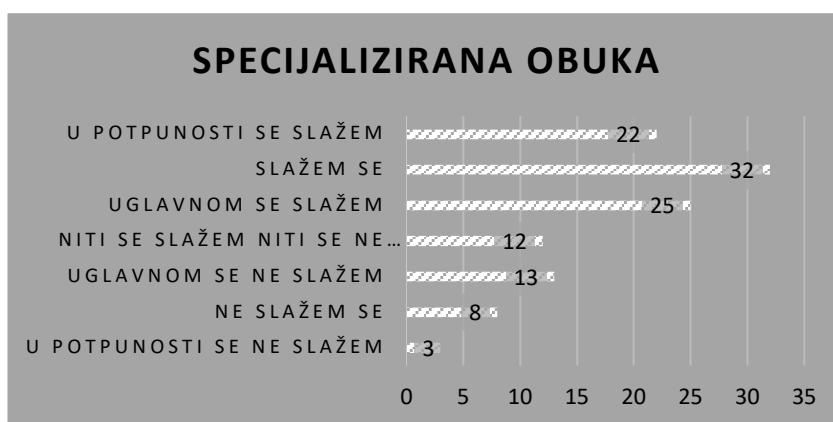 SPECIJALIZIRANA OBUKA
U POTPUNOSTI SE SLAŽEM 22
SLAŽEM SE 32
UGLAVNOM SE SLAŽEM 25
NITI SE SLAŽEM NITI SE NE… 12
UGLAVNOM SE NE SLAŽEM 13
NE SLAŽEM SE 8
U POTPUNOSTI SE NE SLAŽEM 3
0 5 10 15 20 25 30 35